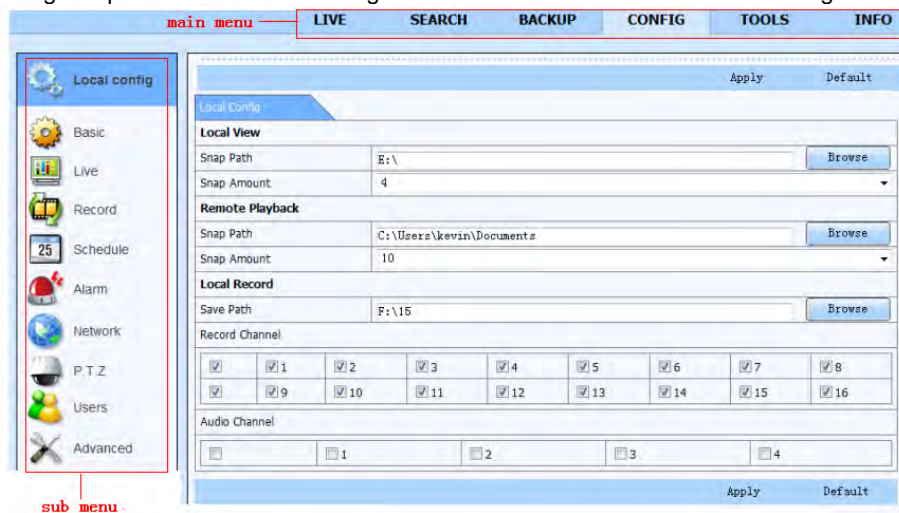 main menu LIVE SEARCH BACKUP CONFIG TOOLS INFO
Local config
Apply Default
Local Config
Basic
Local View
Snap Path E:\ Browse
Live
Snap Amount 4
Record
Remote Playback
Snap Path C:\Users\kevin\Documents Browse
25 Schedule
Snap Amount 10
Alarm
Local Record
Save Path F:\15 Browse
Network
Record Channel
P.T.Z
1 2 3 4 5 6 7 8
9 10 11 12 13 14 15 16
Users
Audio Channel
Advanced
1 2 3 4
Apply Default
sub menu